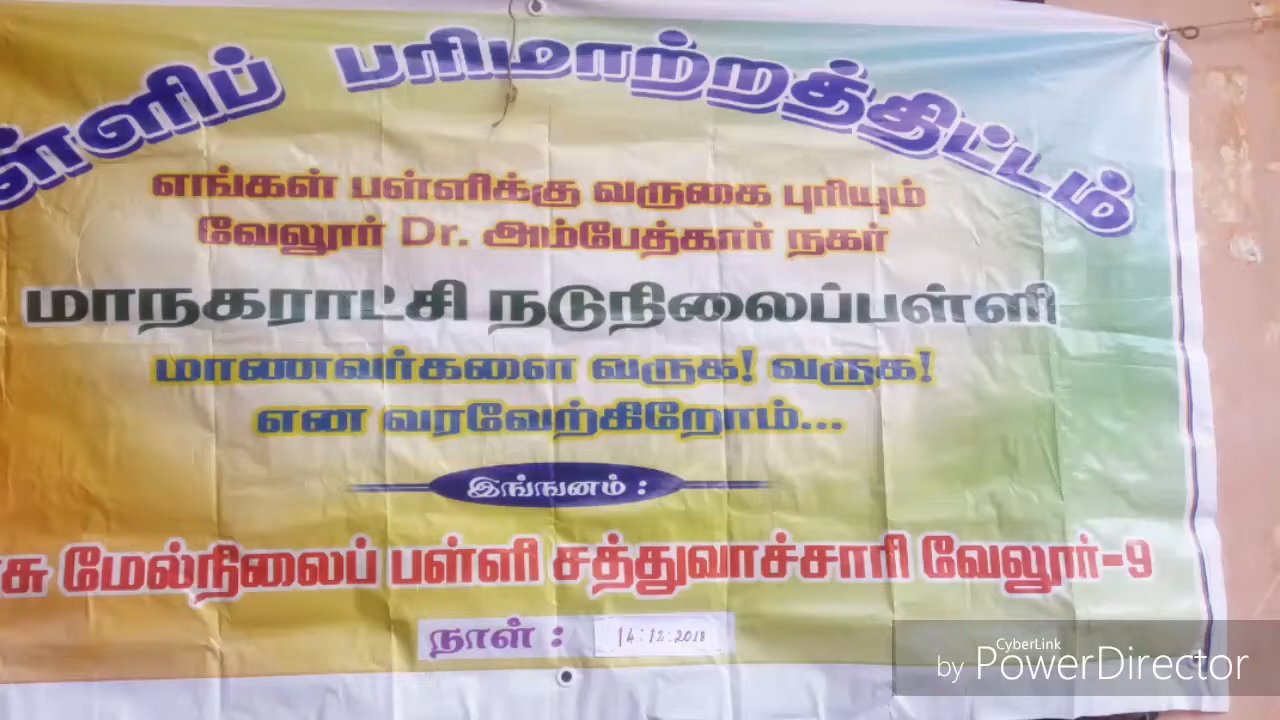 பரிமாற்றத்திட்டம்
எங்கள் பள்ளிக்கு வருகை புரியும்
வேலூர் Dr. அம்பேத்கார் நகர்
மாநகராட்சி நடுநிலைப்பள்ளி
மாணவர்களை வருக! வருக!
என வரவேற்கிறோம்...
இங்ஙனம் :
மேல்நிலைப் பள்ளி சத்துவாச்சாரி வேலூர்-9
நாள் : 14:12:2018
CyberLink
by PowerDirector